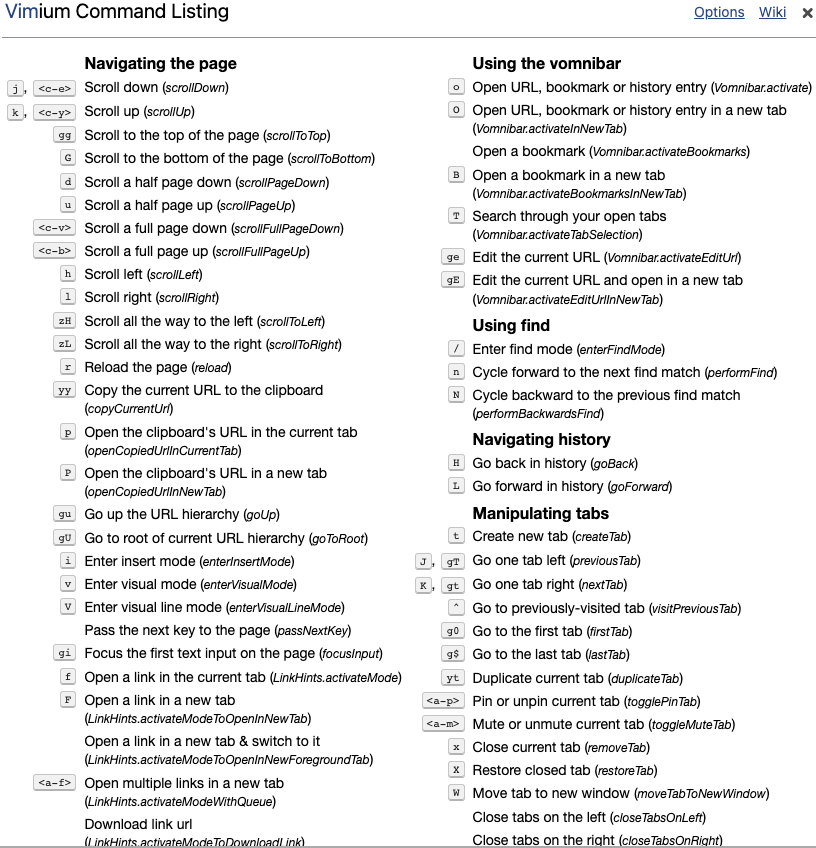 Vimium Command Listing
Options Wiki ×
Navigating the page
j, <c-e> Scroll down (scrollDown)
k, <c-y> Scroll up (scrollUp)
gg Scroll to the top of the page (scrollToTop)
G Scroll to the bottom of the page (scrollToBottom)
d Scroll a half page down (scrollPageDown)
u Scroll a half page up (scrollPageUp)
<c-v> Scroll a full page down (scrollFullPageDown)
<c-b> Scroll a full page up (scrollFullPageUp)
h Scroll left (scrollLeft)
l Scroll right (scrollRight)
zH Scroll all the way to the left (scrollToLeft)
zL Scroll all the way to the right (scrollToRight)
r Reload the page (reload)
yy Copy the current URL to the clipboard
(copyCurrentUrl)
p Open the clipboard's URL in the current tab
(openCopiedUrlInCurrentTab)
P Open the clipboard's URL in a new tab
(openCopiedUrlInNewTab)
gu Go up the URL hierarchy (goUp)
gU Go to root of current URL hierarchy (goToRoot)
i Enter insert mode (enterInsertMode)
v Enter visual mode (enterVisualMode)
V Enter visual line mode (enterVisualLineMode)
Pass the next key to the page (passNextKey)
gi Focus the first text input on the page (focusInput)
f Open a link in the current tab (LinkHints.activateMode)
F Open a link in a new tab
(LinkHints.activateModeToOpenInNewTab)
Open a link in a new tab & switch to it
(LinkHints.activateModeToOpenInNewForegroundTab)
<a-f> Open multiple links in a new tab
(LinkHints.activateModeWithQueue)
Download link url
(LinkHints.activateModeToDownloadLink)
Using the vomnibar
o Open URL, bookmark or history entry (Vomnibar.activate)
O Open URL, bookmark or history entry in a new tab
(Vomnibar.activateInNewTab)
Open a bookmark (Vomnibar.activateBookmarks)
B Open a bookmark in a new tab
(Vomnibar.activateBookmarksInNewTab)
T Search through your open tabs
(Vomnibar.activateTabSelection)
ge Edit the current URL (Vomnibar.activateEditUrl)
gE Edit the current URL and open in a new tab
(Vomnibar.activateEditUrlInNewTab)
Using find
/ Enter find mode (enterFindMode)
n Cycle forward to the next find match (performFind)
N Cycle backward to the previous find match
(performBackwardsFind)
Navigating history
H Go back in history (goBack)
L Go forward in history (goForward)
Manipulating tabs
t Create new tab (createTab)
J, gT Go one tab left (previousTab)
K, gt Go one tab right (nextTab)
^ Go to previously-visited tab (visitPreviousTab)
g0 Go to the first tab (firstTab)
g$ Go to the last tab (lastTab)
yt Duplicate current tab (duplicateTab)
<a-p> Pin or unpin current tab (togglePinTab)
<a-m> Mute or unmute current tab (toggleMuteTab)
x Close current tab (removeTab)
X Restore closed tab (restoreTab)
W Move tab to new window (moveTabToNewWindow)
Close tabs on the left (closeTabsOnLeft)
Close tabs on the right (closeTabsOnRight)